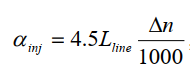 α_inj = 4.5L_line Δn/1000